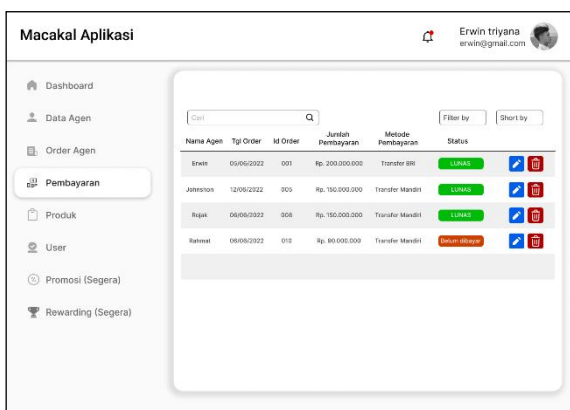 Macakal Aplikasi
Erwin triyana
erwin@gmail.com
Dashboard
Data Agen
Order Agen
Pembayaran
Produk
User
Promosi (Segera)
Rewarding (Segera)
Cari
Filter by
Short by
Nama Agen Tgl Order Id Order Jumlah Pembayaran Metode Pembayaran Status
Erwin 05/06/2022 001 Rp. 200.000.000 Transfer BRI LUNAS
Johnshon 12/06/2022 005 Rp. 150.000.000 Transfer Mandiri LUNAS
Rojak 06/06/2022 006 Rp. 150.000.000 Transfer Mandiri LUNAS
Rahmat 06/06/2022 010 Rp. 90.000.000 Transfer Mandiri Belum dibayar